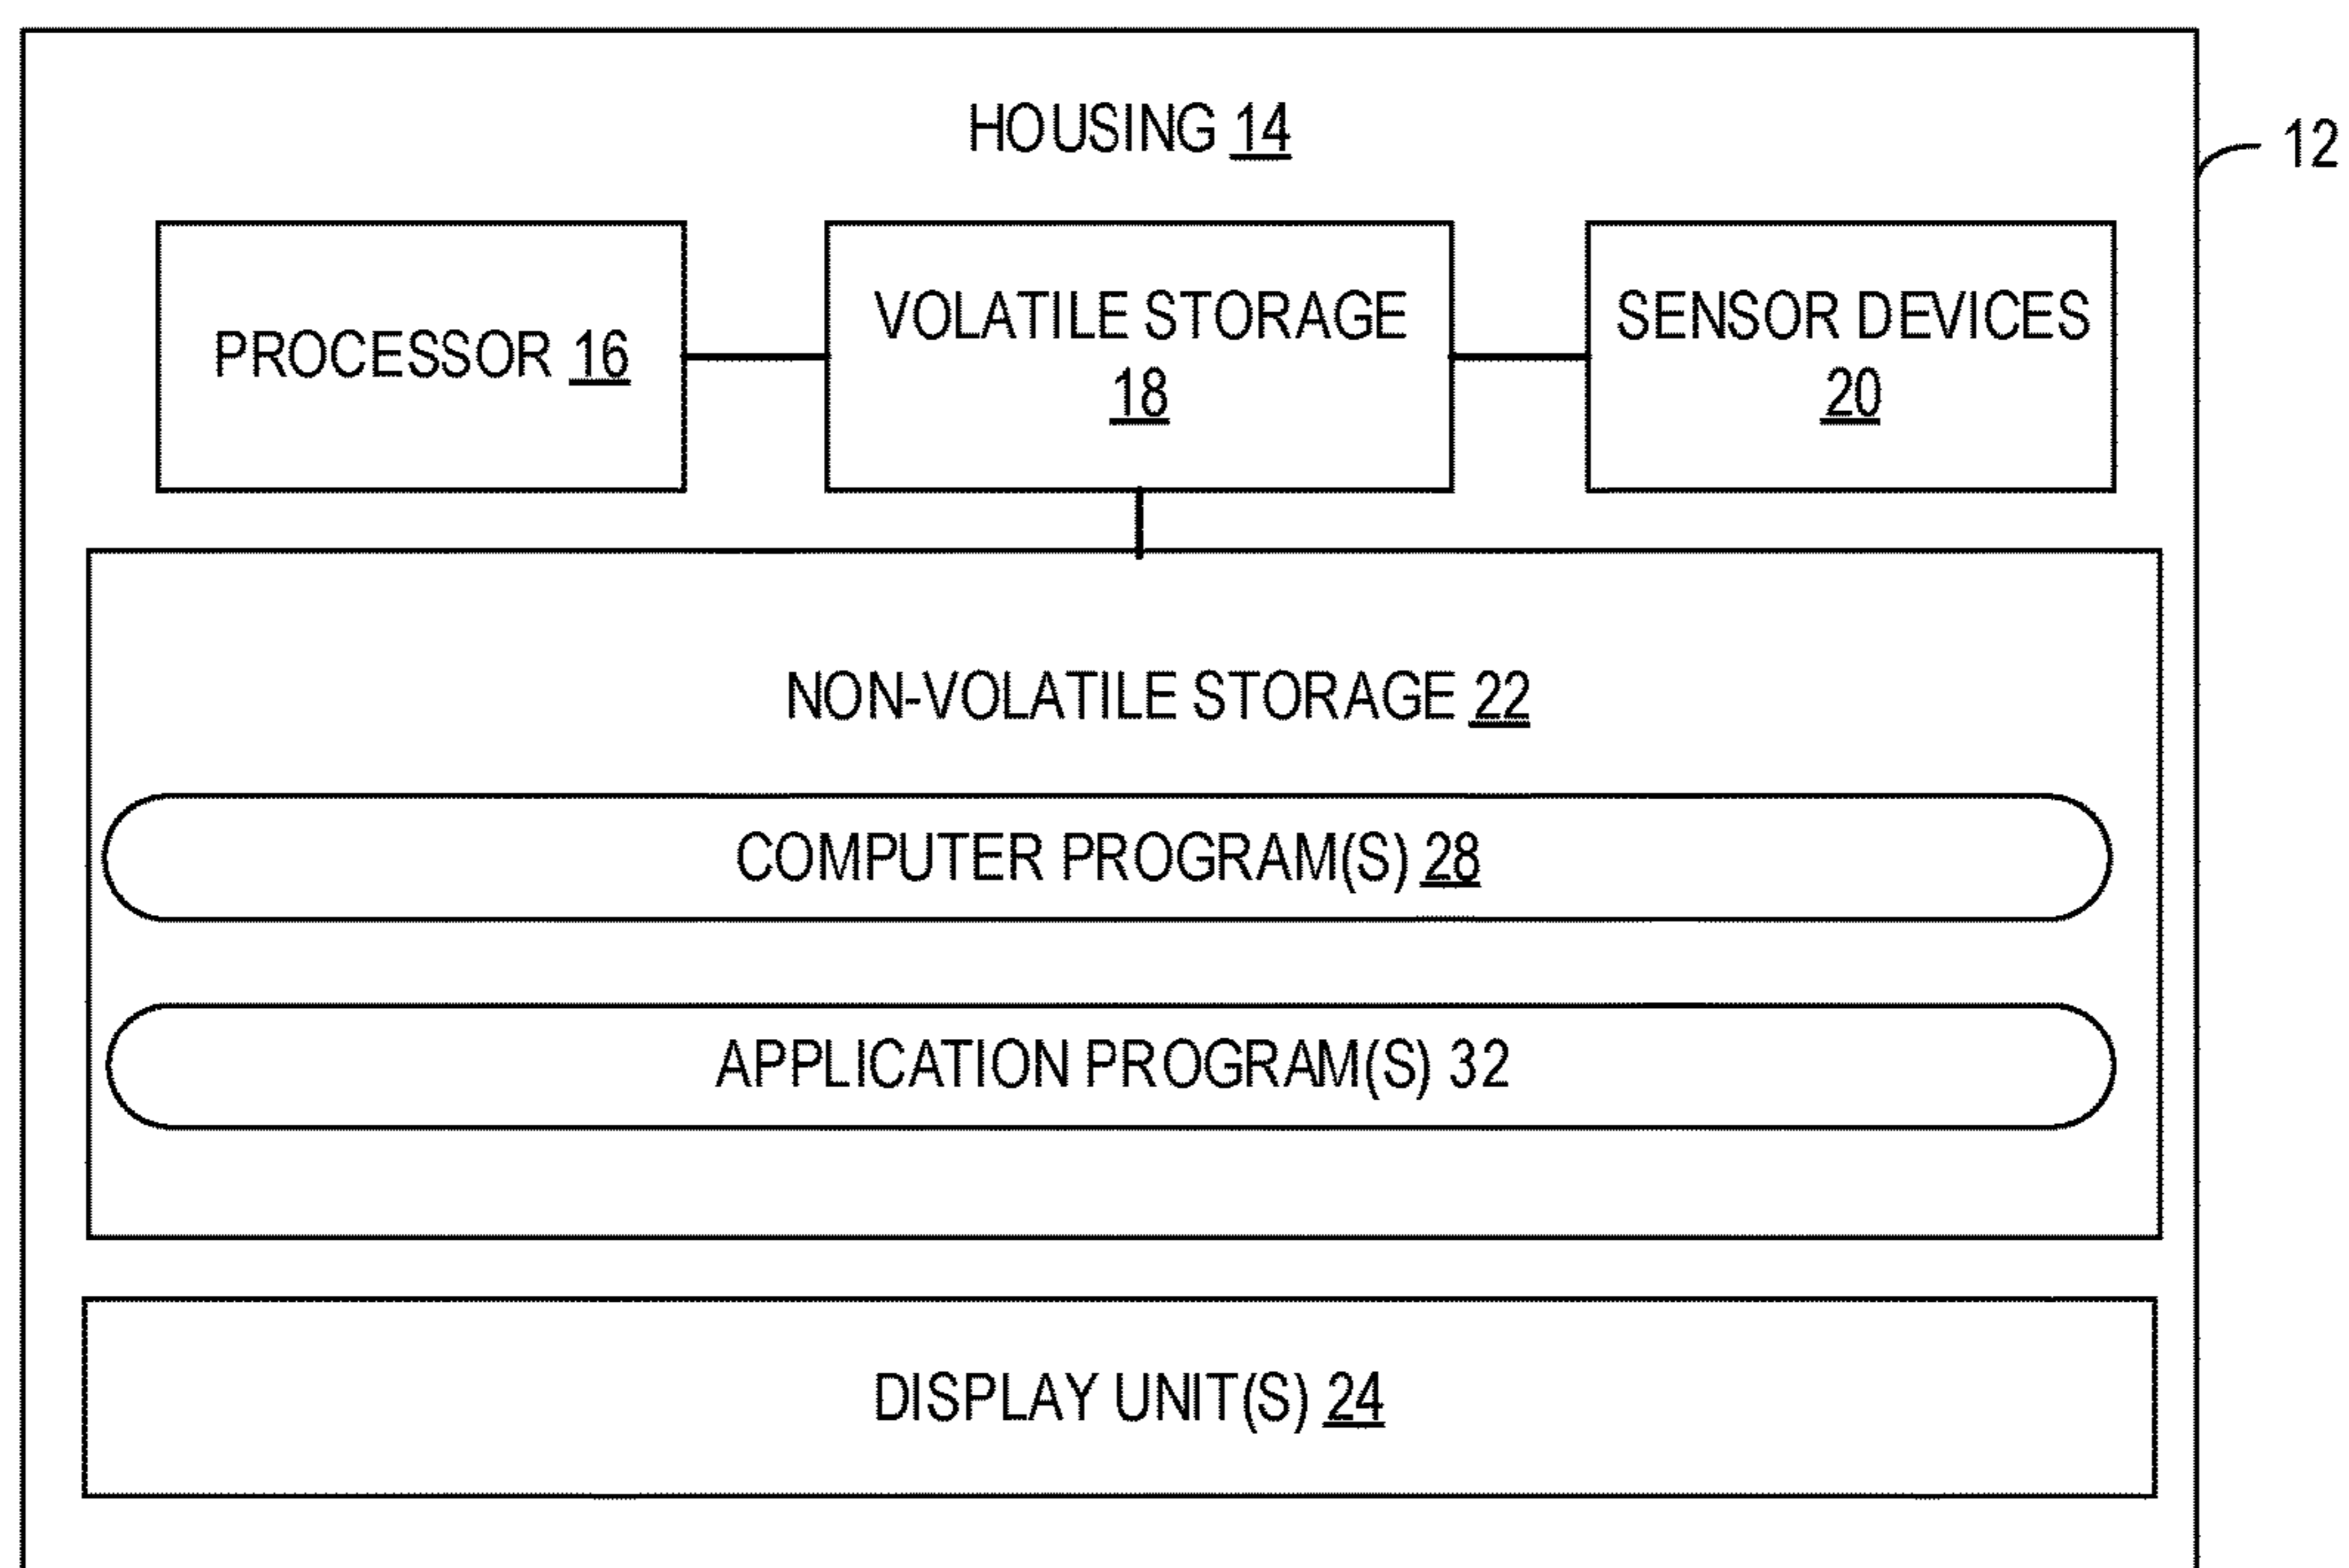 HOUSING 14
12
PROCESSOR 16
VOLATILE STORAGE
18
SENSOR DEVICES
20
NON-VOLATILE STORAGE 22
COMPUTER PROGRAM(S) 28
APPLICATION PROGRAM(S) 32
DISPLAY UNIT(S) 24